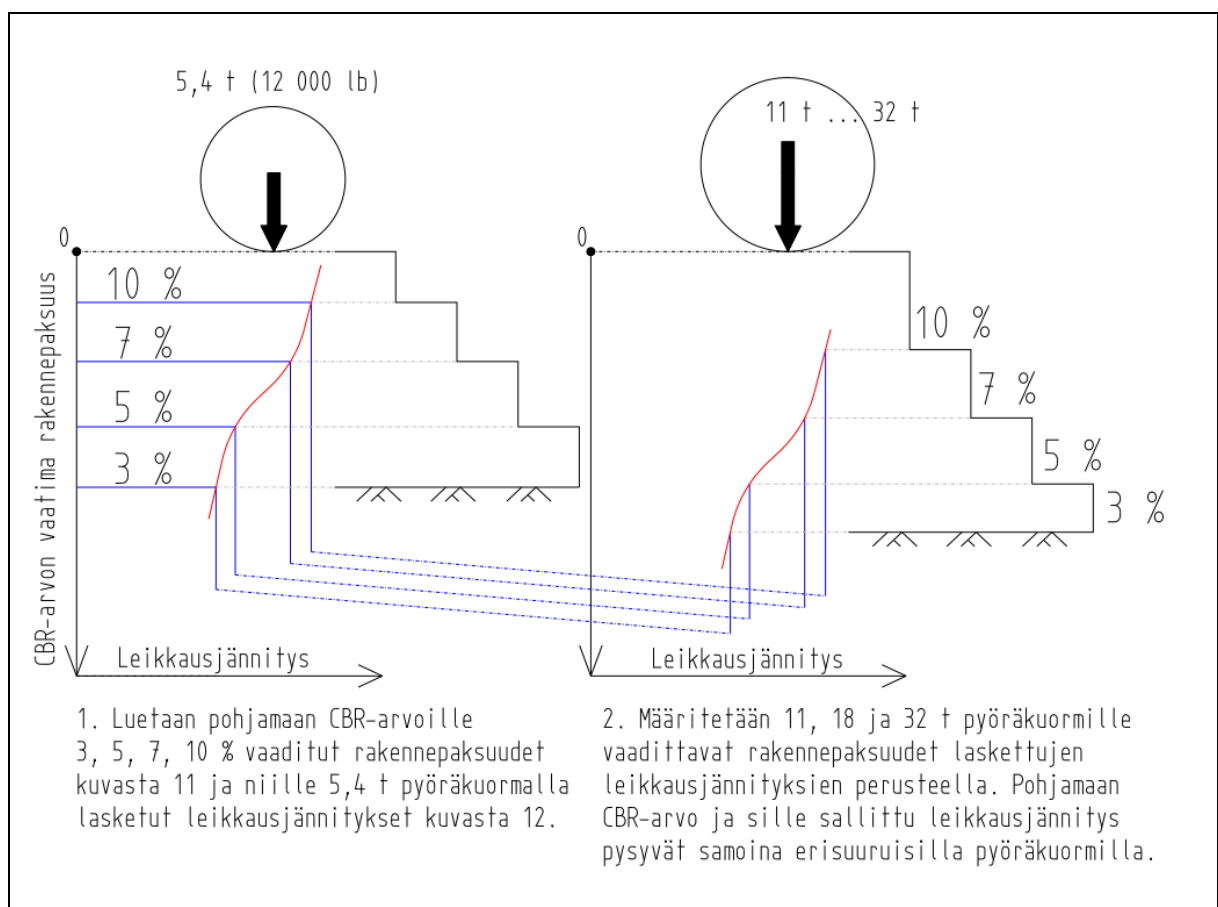 5,4 t (12 000 lb)
0
10 %
7 %
5 %
3 %
CBR-arvon vaatima rakennepaksuus
Leikkausjännitys
1. Luetaan pohjamaan CBR-arvoille
3, 5, 7, 10 % vaaditut rakennepaksuudet
kuvasta 11 ja niille 5,4 t pyöräkuormalla
lasketut leikkausjännitykset kuvasta 12.
11 t ... 32 t
0
10 %
7 %
5 %
3 %
Leikkausjännitys
2. Määritetään 11, 18 ja 32 t pyöräkuormille
vaadittavat rakennepaksuudet laskettujen
leikkausjännityksien perusteella. Pohjamaan
CBR-arvo ja sille sallittu leikkausjännitys
pysyvät samoina erisuuruisilla pyöräkuormilla.